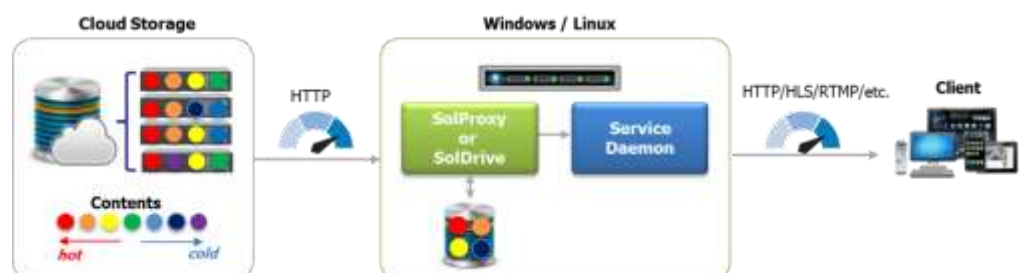 Cloud Storage
Contents
hot
cold
HTTP
Windows / Linux
SolProxy
or
SolDrive
Service
Daemon
HTTP/HLS/RTMP/etc.
Client